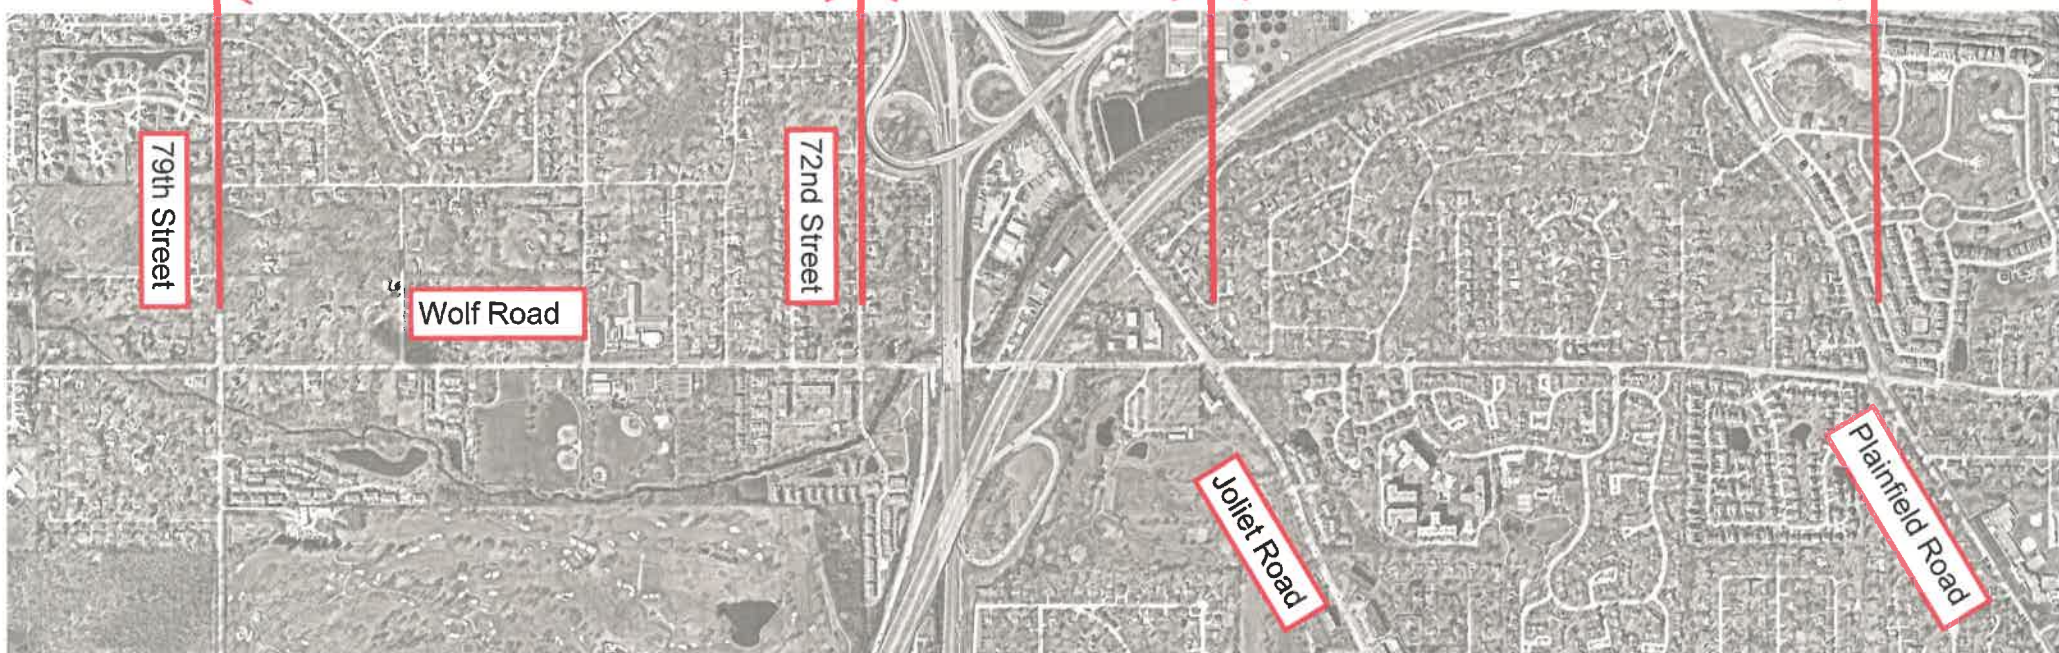 79th Street
Wolf Road
72nd Street
Joliet Road
Plainfield Road